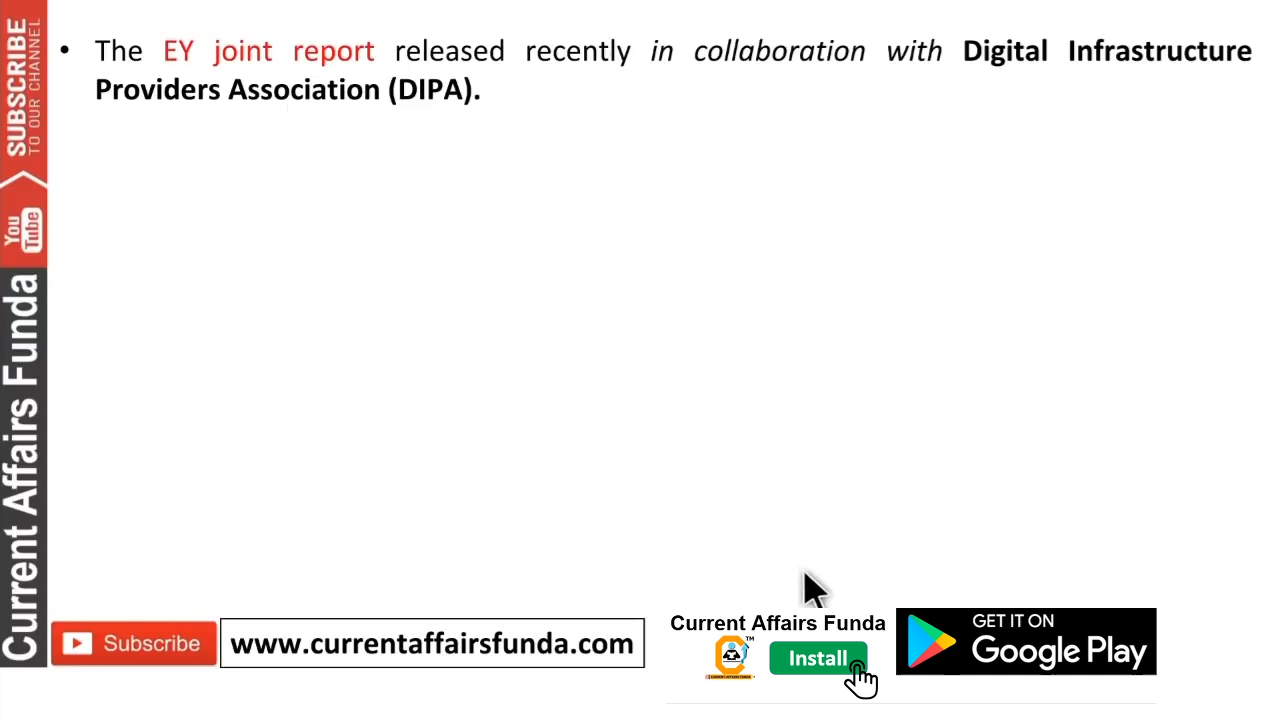 • The EY joint report released recently in collaboration with Digital Infrastructure
Providers Association (DIPA).
SUBSCRIBE
TO OUR CHANNEL
You
Tube
Current Affairs Funda
Subscribe
www.currentaffairsfunda.com
Current Affairs Funda
TM
Install
GET IT ON
Google Play